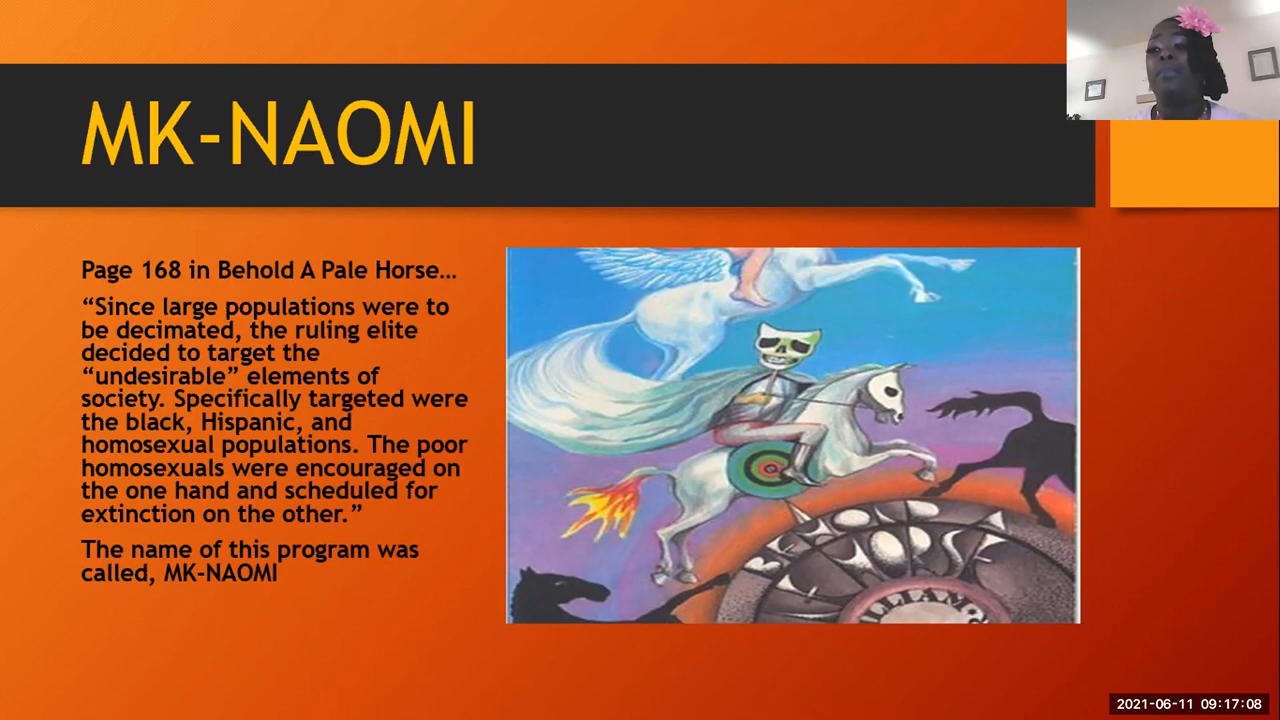 MK-NAOMI
Page 168 in Behold A Pale Horse…
“Since large populations were to
be decimated, the ruling elite
decided to target the
“undesirable” elements of
society. Specifically targeted were
the black, Hispanic, and
homosexual populations. The poor
homosexuals were encouraged on
the one hand and scheduled for
extinction on the other.”
The name of this program was
called, MK-NAOMI
BEHOLD A
HORSE
2021-06-11 09:17:08